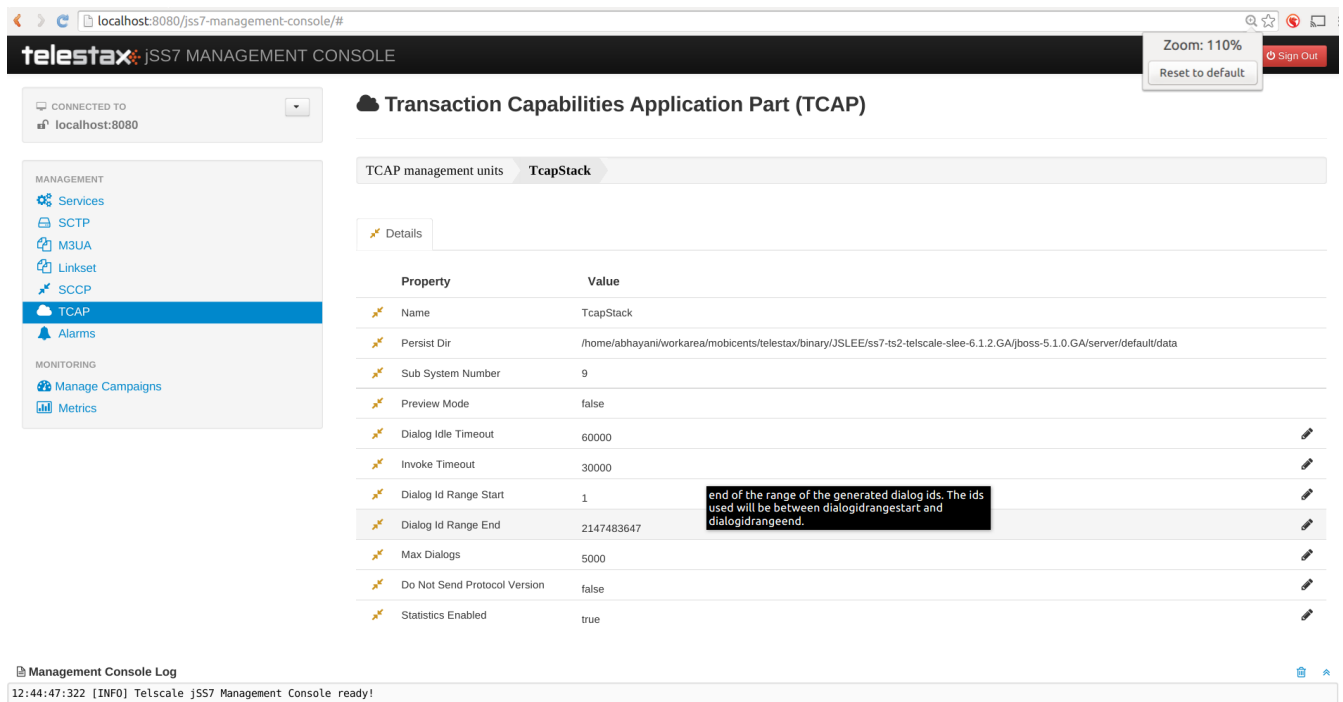 localhost:8080/jss7-management-console/#
Zoom: 110%
Reset to default
telestax jSS7 MANAGEMENT CONSOLE
Sign Out
CONNECTED TO
localhost:8080
MANAGEMENT
Services
SCTP
M3UA
Linkset
SCCP
TCAP
Alarms
MONITORING
Manage Campaigns
Metrics
Transaction Capabilities Application Part (TCAP)
TCAP management units TcapStack
Details
Property Value
Name TcapStack
Persist Dir /home/abhayani/workarea/mobicents/telestax/binary/JSLEE/ss7-ts2-telscale-slee-6.1.2.GA/jboss-5.1.0.GA/server/default/data
Sub System Number 9
Preview Mode false
Dialog Idle Timeout 60000
Invoke Timeout 30000
Dialog Id Range Start 1
end of the range of the generated dialog ids. The ids
used will be between dialogidrangestart and
dialogidrangeend.
Dialog Id Range End 2147483647
Max Dialogs 5000
Do Not Send Protocol Version false
Statistics Enabled true
Management Console Log
12:44:47:322 [INFO] Telscale jSS7 Management Console ready!